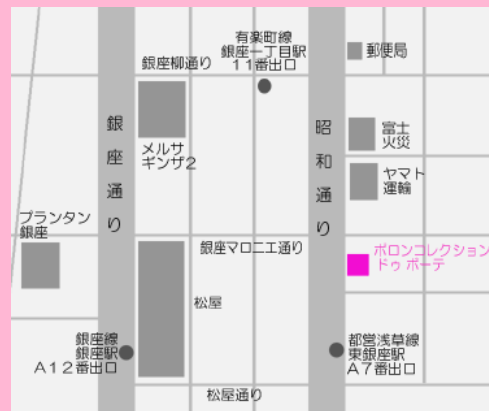 有楽町線
銀座一丁目駅
11番出口
郵便局
銀座柳通り
銀座通り
昭和通り
富士
火災
メルサ
ギンザ2
ヤマト
運輸
プランタン
銀座
銀座マロニエ通り
ボロンコレクション
ドゥ ボーテ
松屋
銀座線
銀座駅
A12番出口
都営浅草線
東銀座駅
A7番出口
松屋通り